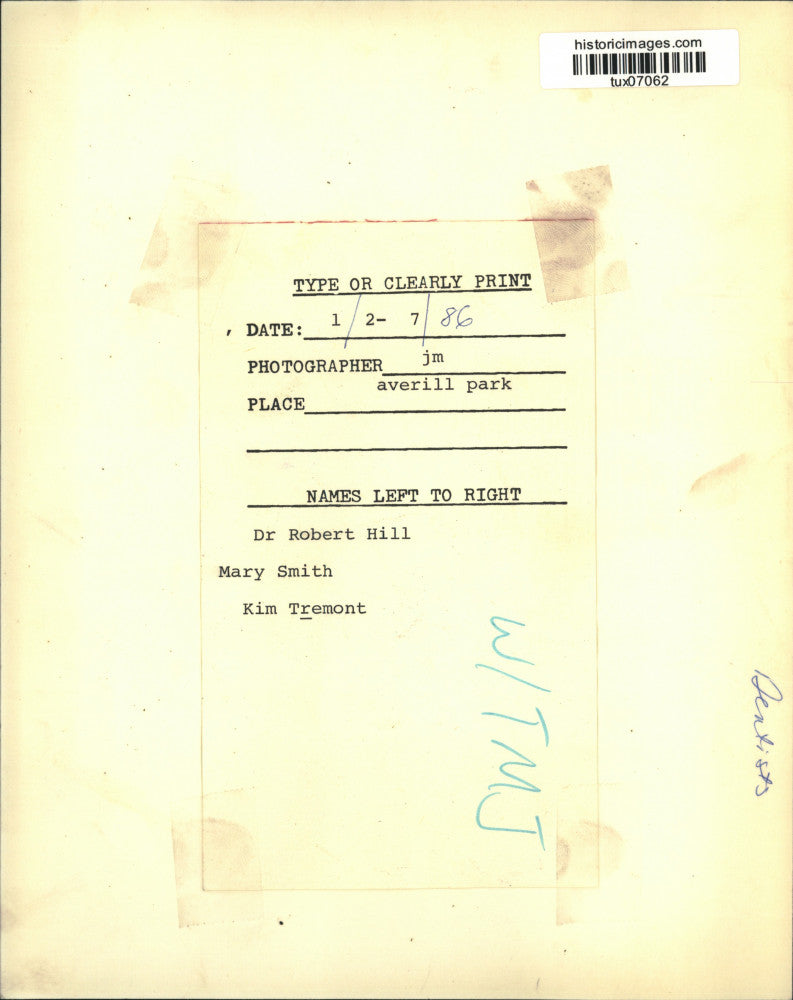 historicimages.com
tux07062
TYPE OR CLEARLY PRINT
, DATE: 1/2- 7/86
PHOTOGRAPHER jm
averill park
PLACE
NAMES LEFT TO RIGHT
Dr Robert Hill
Mary Smith
Kim Tremont
W/TMJ
Dentists